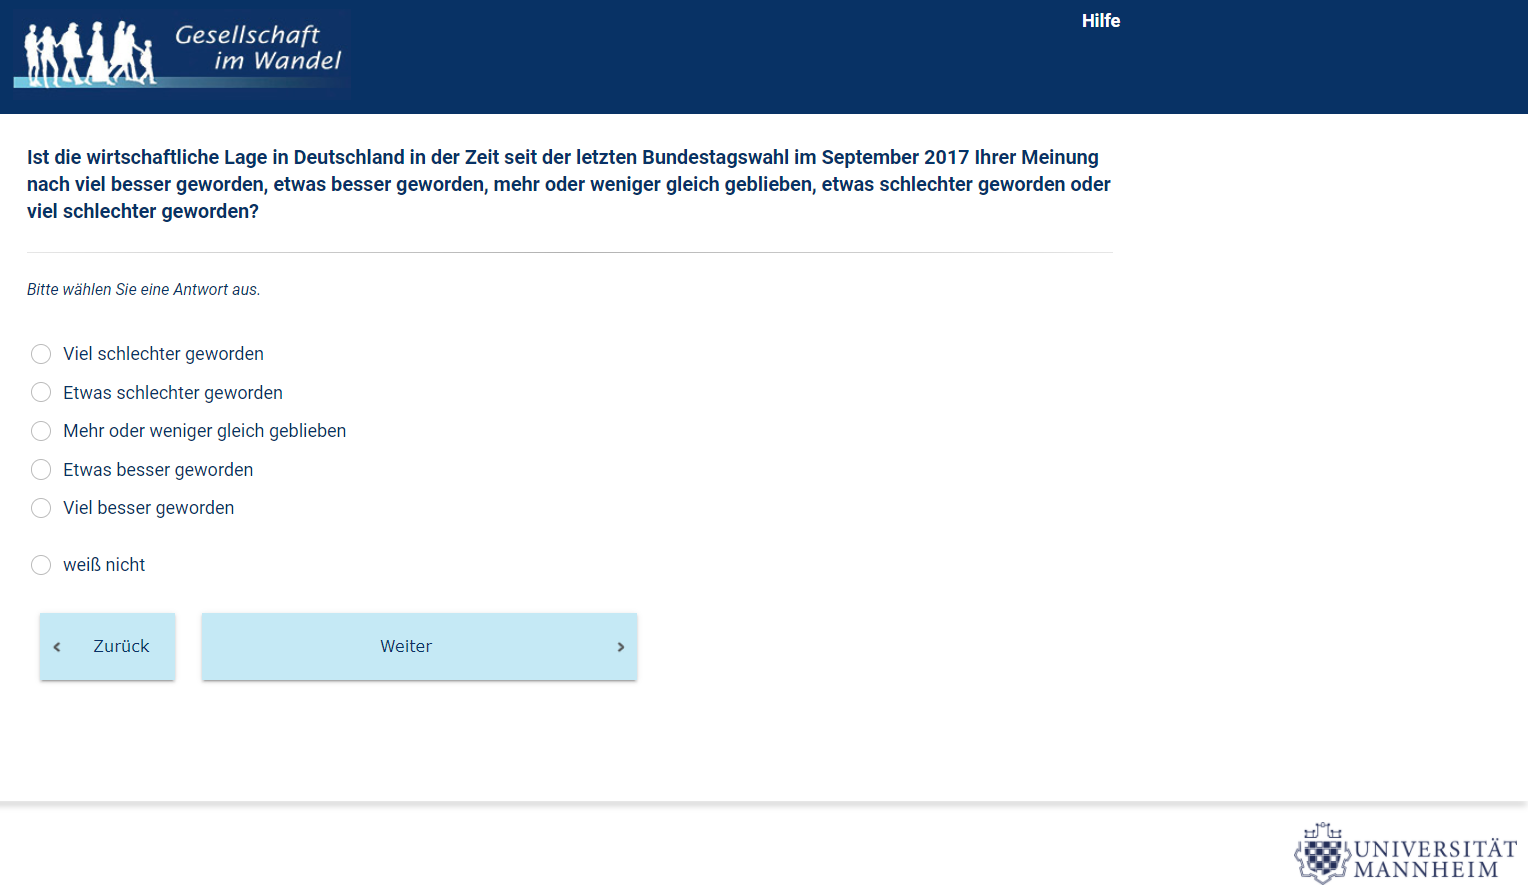 Gesellschaft
im Wandel
Hilfe
Ist die wirtschaftliche Lage in Deutschland in der Zeit seit der letzten Bundestagswahl im September 2017 Ihrer Meinung
nach viel besser geworden, etwas besser geworden, mehr oder weniger gleich geblieben, etwas schlechter geworden oder
viel schlechter geworden?
Bitte wählen Sie eine Antwort aus.
Viel schlechter geworden
Etwas schlechter geworden
Mehr oder weniger gleich geblieben
Etwas besser geworden
Viel besser geworden
weiß nicht
Zurück
Weiter
UNIVERSITÄT
MANNHEIM